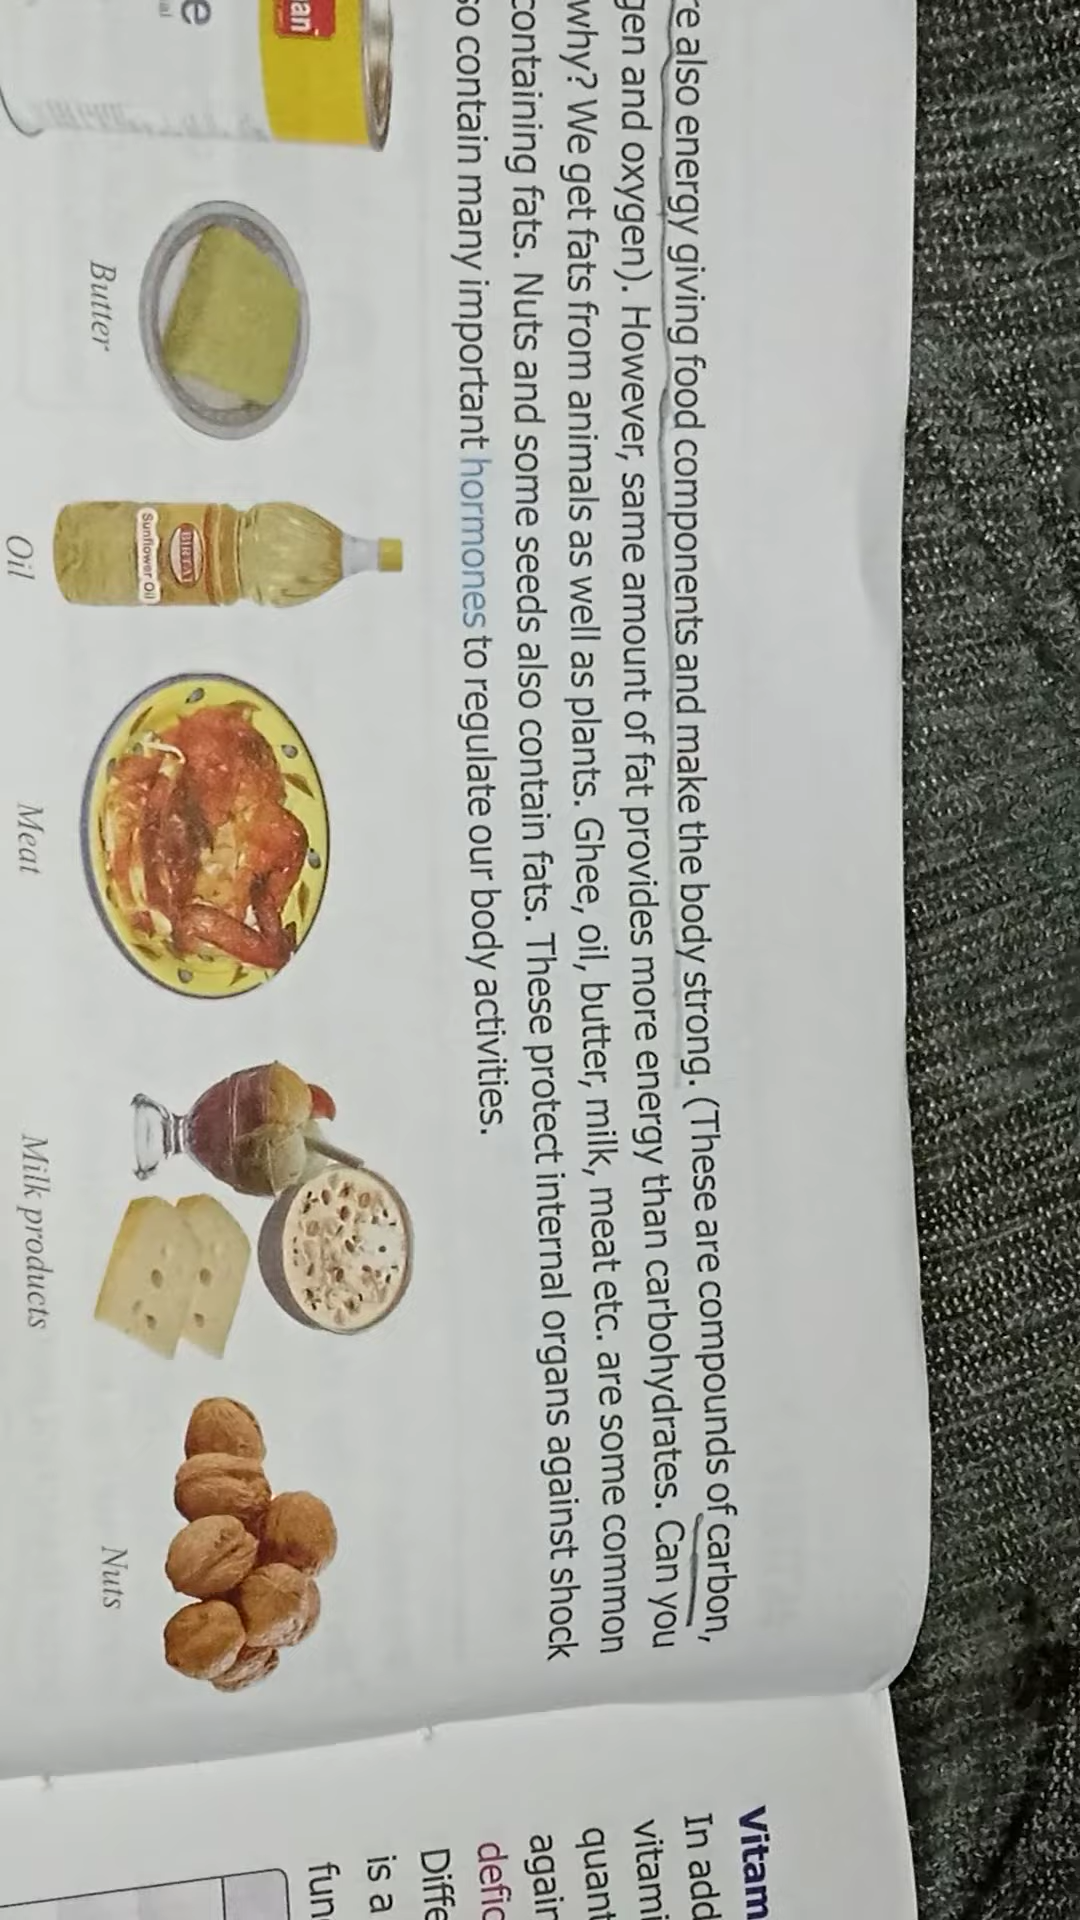 also energy giving food components and make the body strong. (These are compounds of carbon,
and oxygen). However, same amount of fat provides more energy than carbohydrates. Can you
why? We get fats from animals as well as plants. Ghee, oil, butter, milk, meat etc. are some common
containing fats. Nuts and some seeds also contain fats. These protect internal organs against shock
contain many important hormones to regulate our body activities.
Butter
BIRTAI
Sunflower Oil
Oil
Meat
Milk products
Nuts
Vitam
In add
vitami
quant
again
defic
Diffe
is a
fun